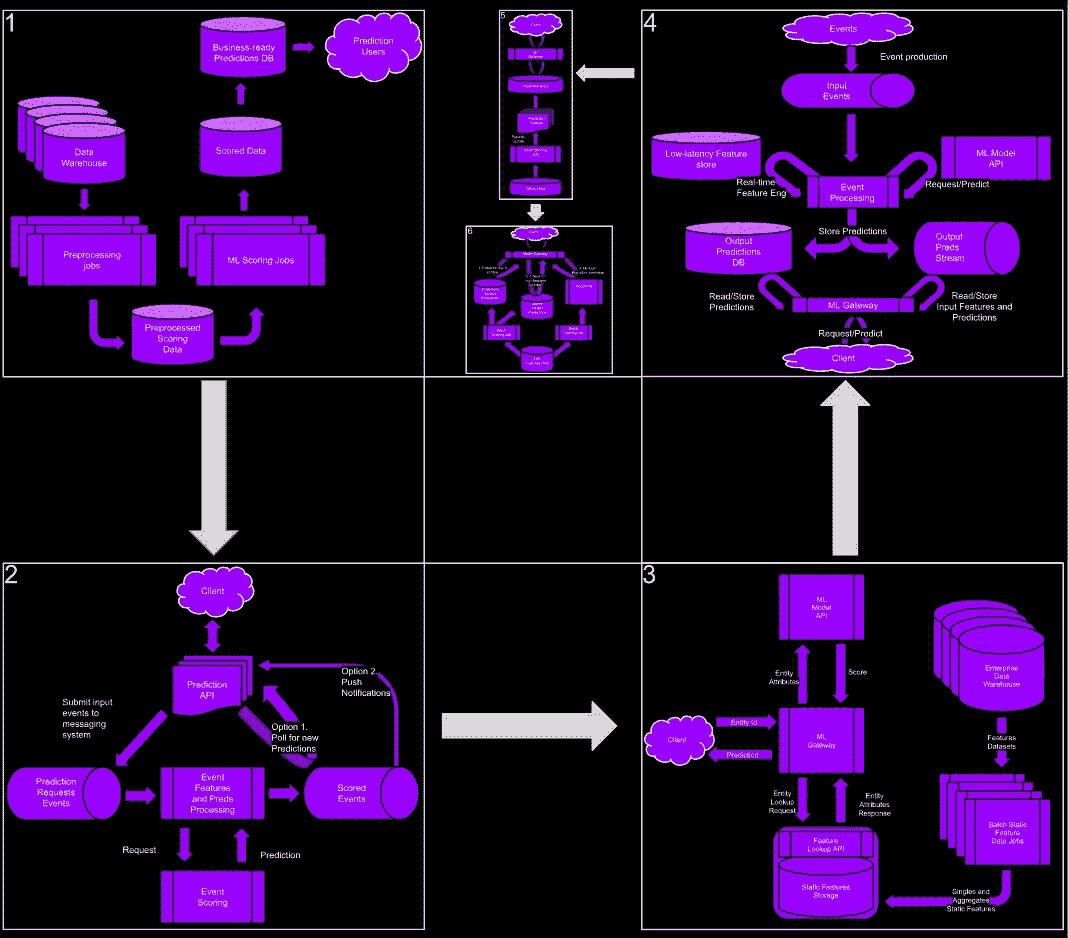 1
Business-ready
Predictions DB
Prediction
Users
Data
Warehouse
Scored Data
Preprocessing
jobs
ML Scoring Jobs
Preprocessed
Scoring
Data
5
6
4
Events
Event production
Input
Events
Low-latency Feature
store
ML Model
API
Real-time
Feature Eng
Event
Processing
Request/Predict
Store Predictions
Output
Predictions
DB
Output
Preds
Stream
Read/Store
Predictions
ML Gateway
Read/Store
Input Features and
Predictions
Request/Predict
Client
2
Client
Prediction
API
Option 2.
Push
Notifications
Submit input
events to
messaging
system
Option 1.
Poll for new
Predictions
Prediction
Requests
Events
Event
Features
and Preds
Processing
Scored
Events
Request
Prediction
Event
Scoring
3
ML
Model
API
Enterprise
Data
Warehouse
Entity
Attributes
Score
Client
Entity Id
Prediction
ML
Gateway
Features
Datasets
Entity
Lookup
Request
Entity
Attributes
Response
Batch Static
Feature
Data Jobs
Feature
Lookup API
Static Features
Storage
Singles and
Aggregates
Static Features